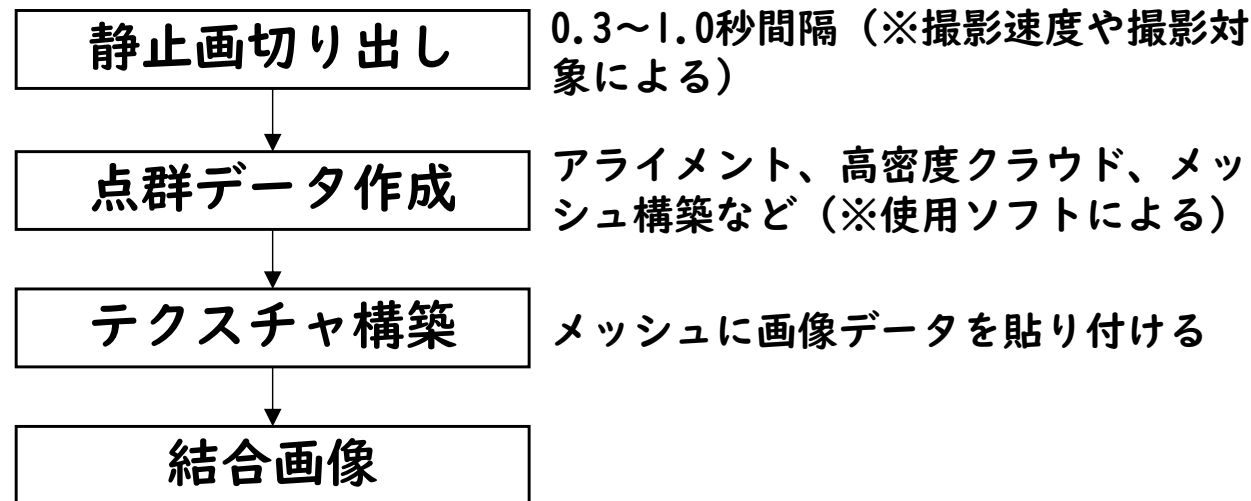 静止画切り出し
0.3～1.0秒間隔（※撮影速度や撮影対
象による）
点群データ作成
アライメント、高密度クラウド、メッ
シュ構築など（※使用ソフトによる）
テクスチャ構築
メッシュに画像データを貼り付ける
結合画像